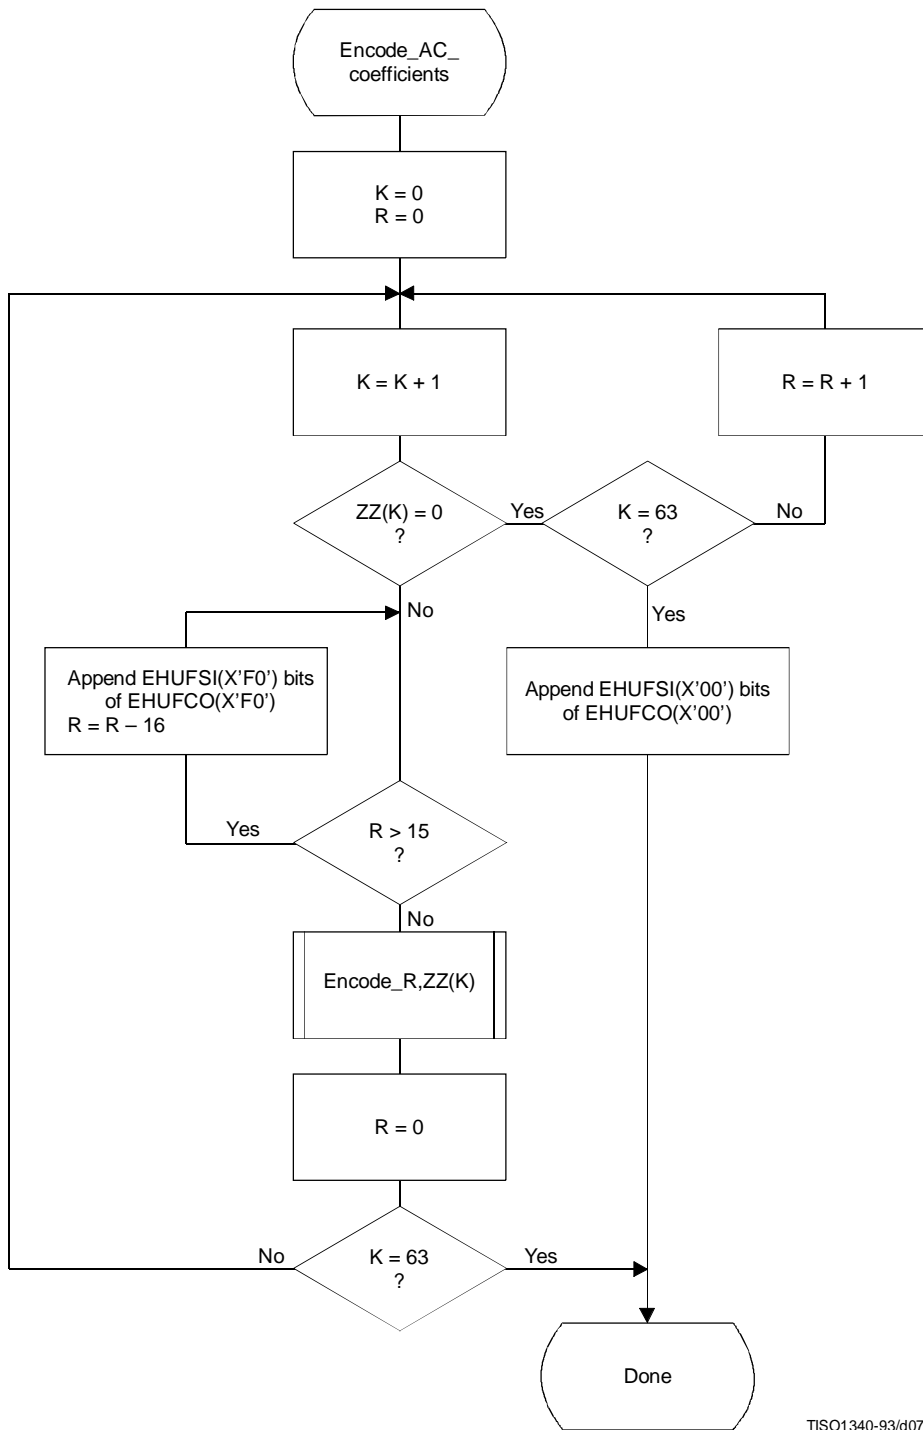 Encode_AC_
coefficients
K = 0
R = 0
K = K + 1
R = R + 1
ZZ(K) = 0
?
Yes
K = 63
?
No
No
Yes
Append EHUFSI(X’F0’) bits
of EHUFCO(X’F0’)
R = R – 16
Append EHUFSI(X’00’) bits
of EHUFCO(X’00’)
Yes
R > 15
?
No
Encode_R,ZZ(K)
R = 0
No
K = 63
?
Yes
Done
TISO1340-93/d07